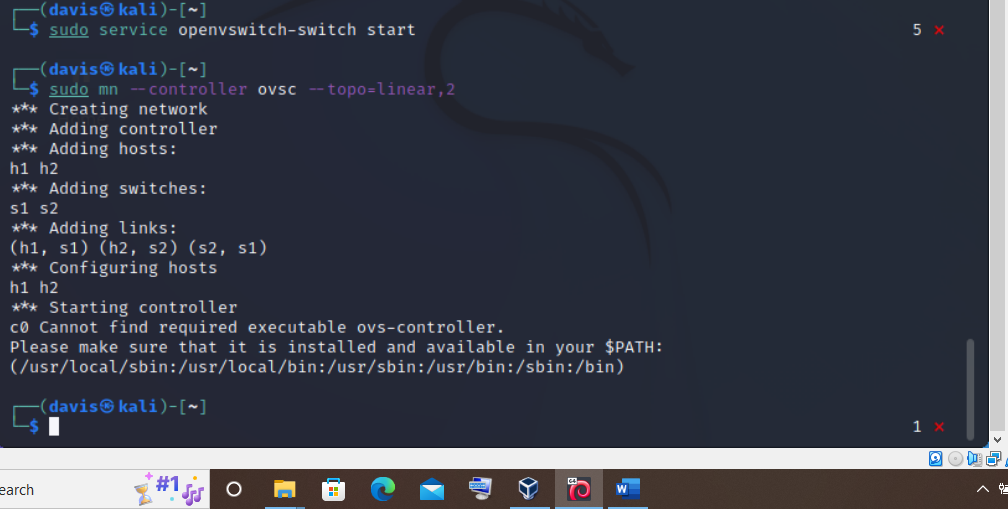 ┌──(davis㉿kali)-[~]
└─$ sudo service openvswitch-switch start 5 ⨯
┌──(davis㉿kali)-[~]
└─$ sudo mn --controller ovsc --topo=linear,2
*** Creating network
*** Adding controller
*** Adding hosts:
h1 h2
*** Adding switches:
s1 s2
*** Adding links:
(h1, s1) (h2, s2) (s2, s1)
*** Configuring hosts
h1 h2
*** Starting controller
c0 Cannot find required executable ovs-controller.
Please make sure that it is installed and available in your $PATH:
(/usr/local/sbin:/usr/local/bin:/usr/sbin:/usr/bin:/sbin:/bin)
┌──(davis㉿kali)-[~]
└─$ 1 ⨯
earch #1